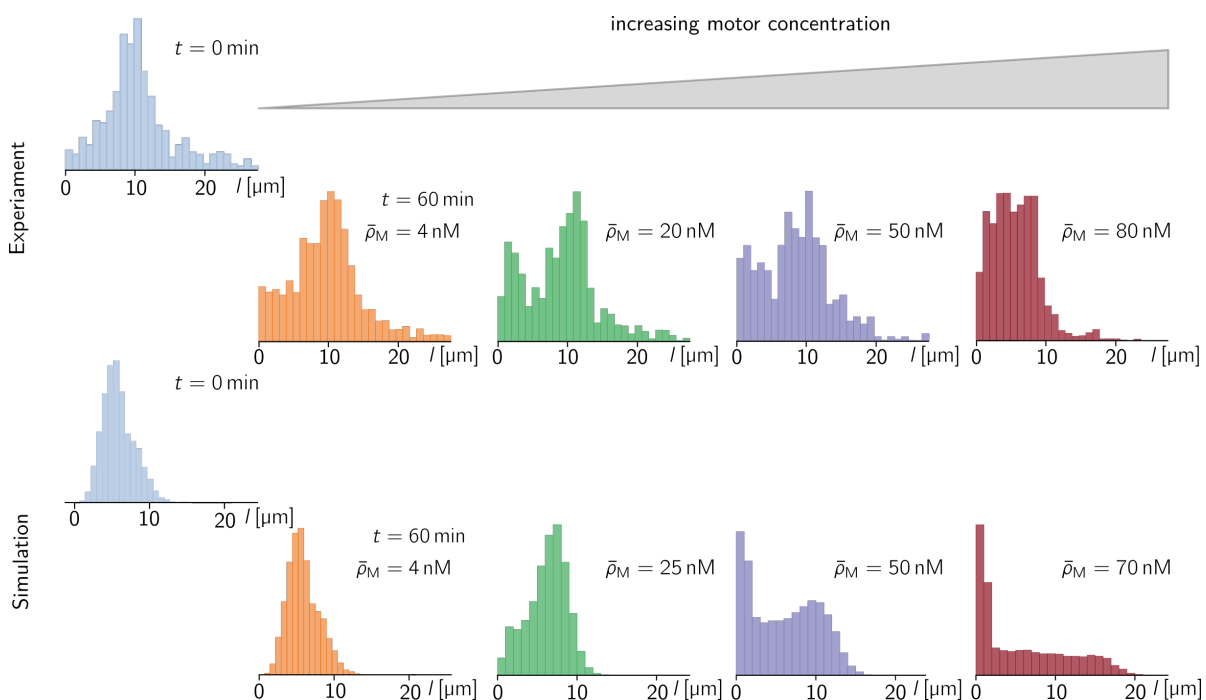 increasing motor concentration
t = 0 min
0 10 20 l [µm]
Experiament
t = 60 min
ρ̄M = 4 nM
0 10 20 l [µm]
ρ̄M = 20 nM
0 10 20 l [µm]
ρ̄M = 50 nM
0 10 20 l [µm]
ρ̄M = 80 nM
0 10 20 l [µm]
t = 0 min
0 10 20 l [µm]
Simulation
t = 60 min
ρ̄M = 4 nM
0 10 20 l [µm]
ρ̄M = 25 nM
0 10 20 l [µm]
ρ̄M = 50 nM
0 10 20 l [µm]
ρ̄M = 70 nM
0 10 20 l [µm]